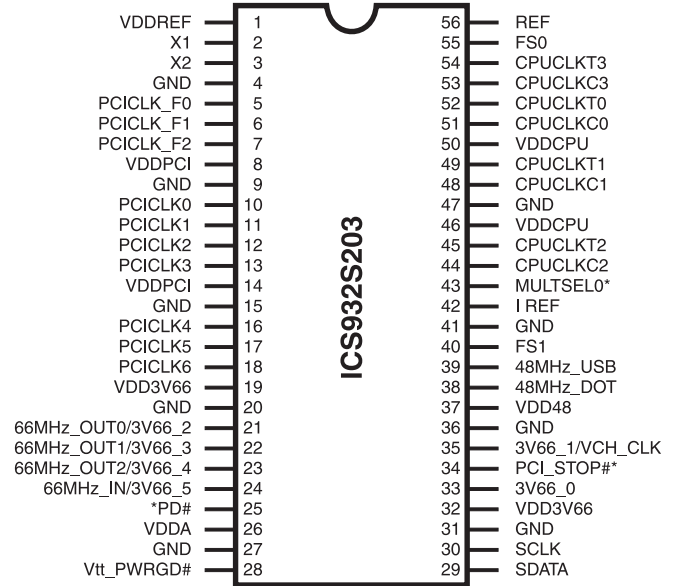 VDDREF 1 56 REF
X1 2 55 FS0
X2 3 54 CPUCLKT3
GND 4 53 CPUCLKC3
PCICLK_F0 5 52 CPUCLKT0
PCICLK_F1 6 51 CPUCLKC0
PCICLK_F2 7 50 VDDCPU
VDDPCI 8 49 CPUCLKT1
GND 9 48 CPUCLKC1
PCICLK0 10 47 GND
PCICLK1 11 46 VDDCPU
PCICLK2 12 45 CPUCLKT2
PCICLK3 13 44 CPUCLKC2
VDDPCI 14 43 MULTSEL0*
GND 15 42 I REF
PCICLK4 16 41 GND
PCICLK5 17 40 FS1
PCICLK6 18 39 48MHz_USB
VDD3V66 19 38 48MHz_DOT
GND 20 37 VDD48
66MHz_OUT0/3V66_2 21 36 GND
66MHz_OUT1/3V66_3 22 35 3V66_1/VCH_CLK
66MHz_OUT2/3V66_4 23 34 PCI_STOP#*
66MHz_IN/3V66_5 24 33 3V66_0
*PD# 25 32 VDD3V66
VDDA 26 31 GND
GND 27 30 SCLK
Vtt_PWRGD# 28 29 SDATA
ICS932S203